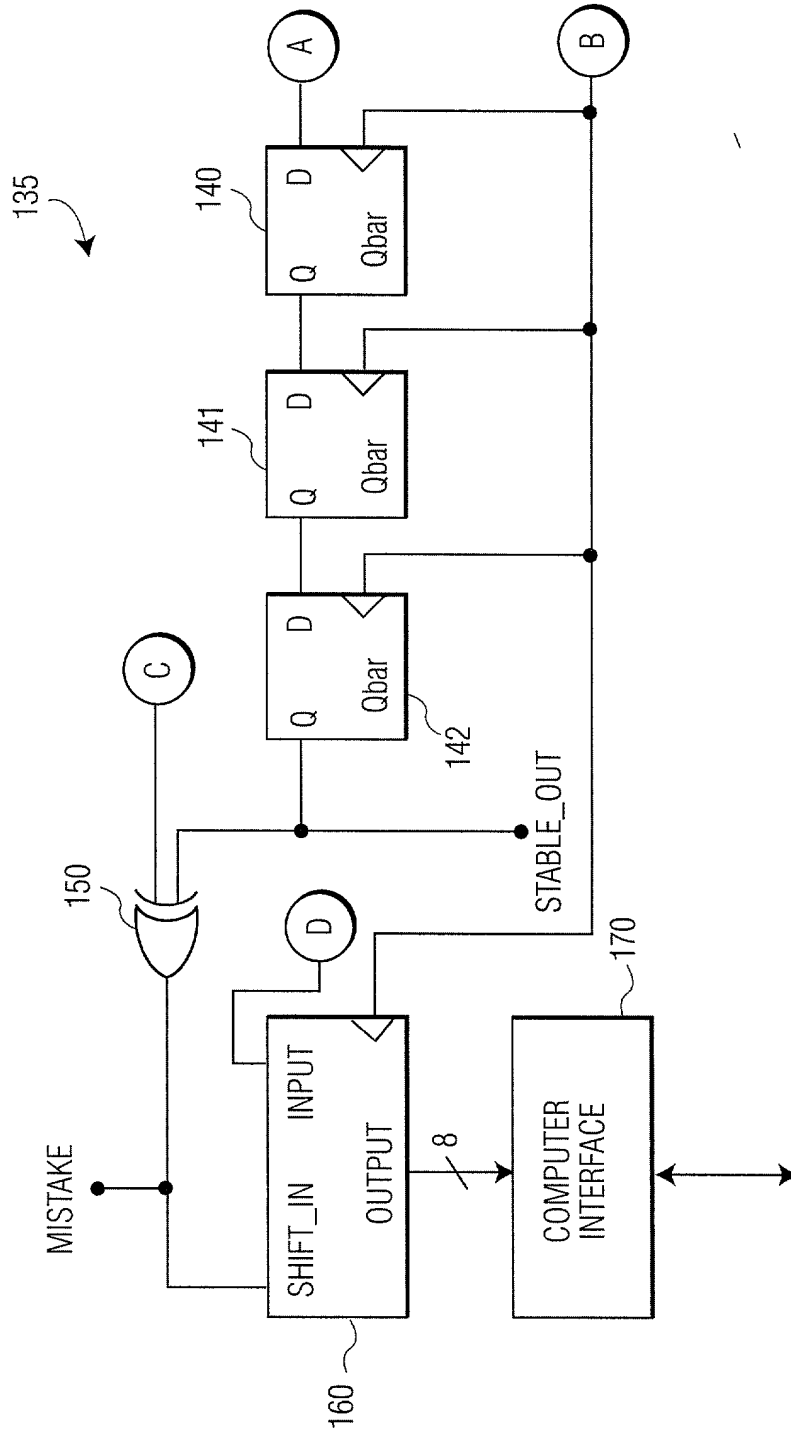 135
A
B
140
D
Q
Qbar
141
D
Q
Qbar
142
D
Q
Qbar
C
150
STABLE_OUT
D
MISTAKE
SHIFT_IN
INPUT
OUTPUT
160
8
170
COMPUTER
INTERFACE